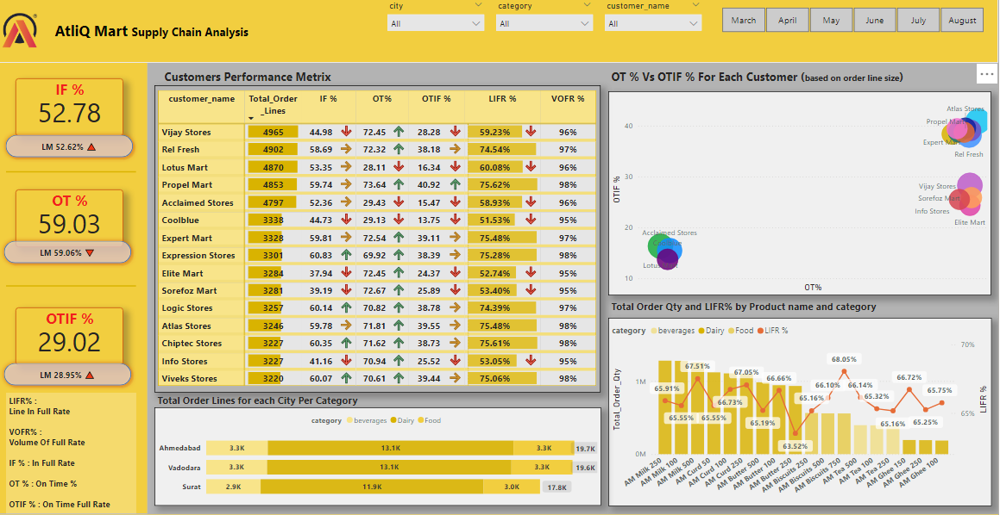 city category customer_name
All All All
March April May June July August
AtliQ Mart Supply Chain Analysis
IF %
52.78
LM 52.62%
OT %
59.03
LM 59.06%
OTIF %
29.02
LM 28.95%
LIFR% :
Line In Full Rate
VOFR% :
Volume Of Full Rate
IF % : In Full Rate
OT % : On Time %
OTIF % : On Time Full Rate
Customers Performance Metrix
customer_name Total_Order_Lines IF % OT% OTIF % LIFR % VOFR %
Vijay Stores 4965 44.98 72.45 28.28 59.23% 96%
Rel Fresh 4902 58.69 72.32 38.18 74.54% 97%
Lotus Mart 4870 53.35 28.11 16.34 60.08% 96%
Propel Mart 4853 59.74 73.64 40.92 75.62% 98%
Acclaimed Stores 4797 52.36 29.43 15.47 58.93% 96%
Coolblue 3338 44.73 29.13 13.75 51.53% 95%
Expert Mart 3328 59.81 72.54 39.11 75.48% 97%
Expression Stores 3301 60.83 69.92 38.39 75.28% 98%
Elite Mart 3284 37.94 72.45 24.37 52.74% 95%
Sorefoz Mart 3281 39.19 72.67 25.89 53.40% 95%
Logic Stores 3257 60.14 70.82 38.78 74.39% 97%
Atlas Stores 3246 59.78 71.81 39.55 75.48% 98%
Chiptec Stores 3227 60.35 71.62 38.73 75.61% 98%
Info Stores 3227 41.16 70.94 25.52 53.05% 95%
Viveks Stores 3220 60.07 70.61 39.44 75.06% 98%
Total Order Lines for each City Per Category
category beverages Dairy Food
Ahmedabad 3.3K 13.1K 3.3K 19.7K
Vadodara 3.3K 13.1K 3.3K 19.6K
Surat 2.9K 11.9K 3.0K 17.8K
OT % Vs OTIF % For Each Customer (based on order line size)
OTIF %
40
30
20
10
OT%
Atlas Stores
Propel Mart
Expert Mart
Rel Fresh
Vijay Stores
Sorefoz Mart
Info Stores
Elite Mart
Acclaimed Stores
Coolblue
Lotus Mart
Total Order Qty and LIFR% by Product name and category
category beverages Dairy Food LIFR %
Total_Order_Qty
1M
0M
70%
65%
LIFR %
65.91% 65.55% 67.51% 65.55% 66.73% 67.05% 65.19% 66.66% 63.52% 65.16% 66.10% 68.05% 66.14% 65.32% 65.16% 66.72% 65.25% 65.75%
AM Milk 250
AM Milk 100
AM Milk 500
AM Curd 50
AM Curd 100
AM Curd 250
AM Butter 500
AM Butter 100
AM Butter 250
AM Biscuits 250
AM Biscuits 500
AM Biscuits 750
AM Tea 500
AM Tea 100
AM Tea 250
AM Ghee 150
AM Ghee 250
AM Ghee 100